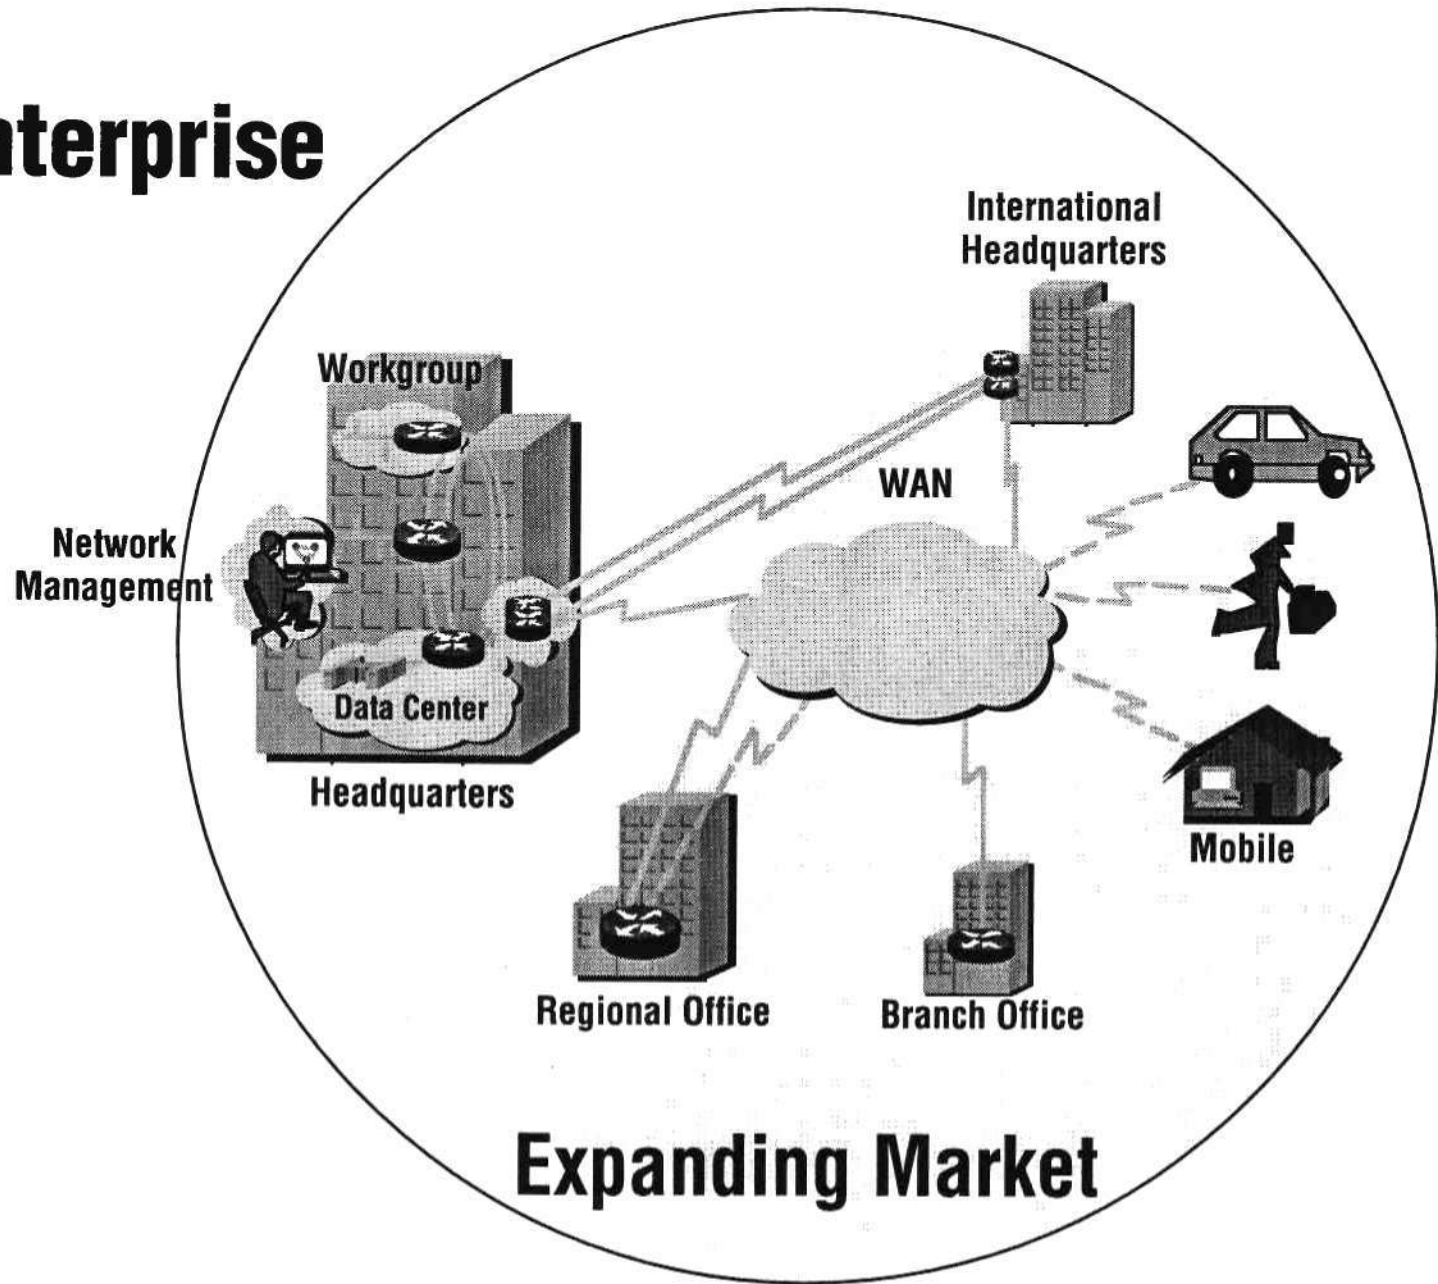 nterprise
International
Headquarters
Workgroup
WAN
Network
Management
Data Center
Headquarters
Mobile
Regional Office
Branch Office
Expanding Market